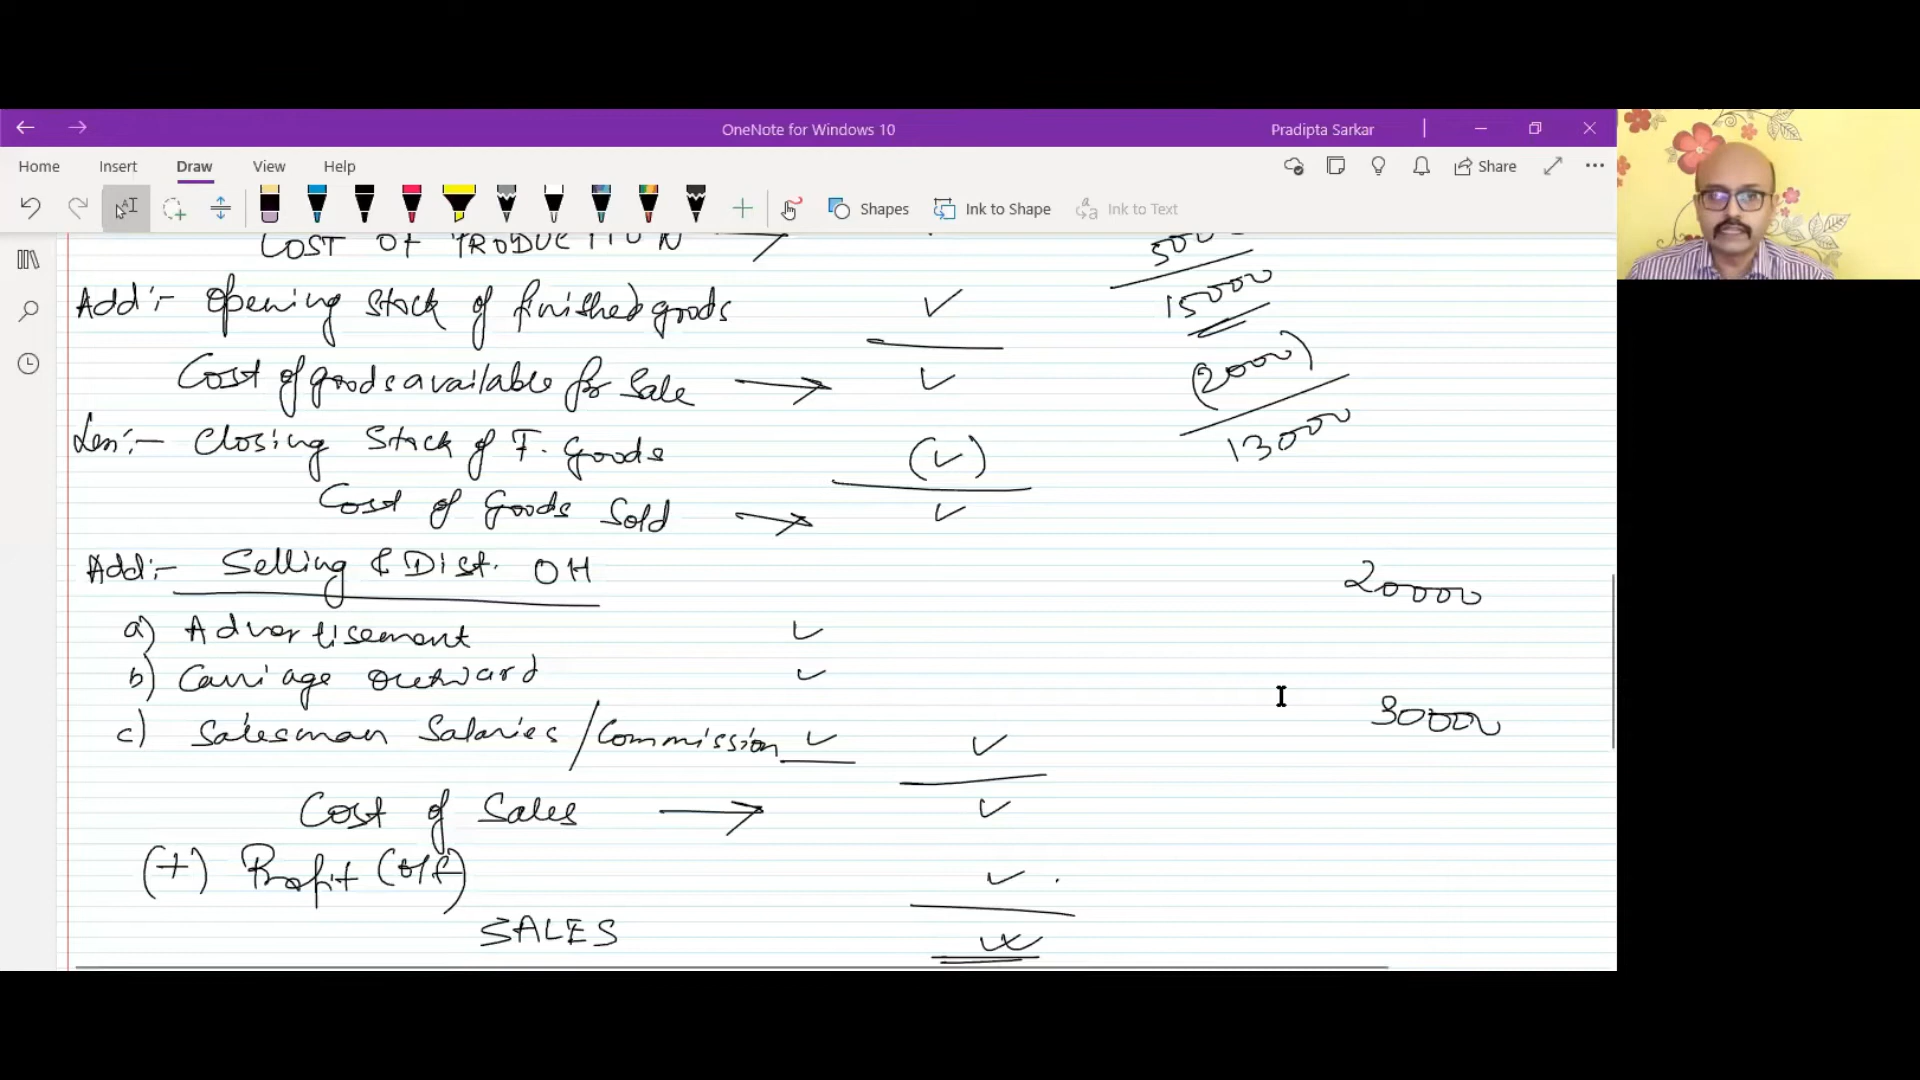 OneNote for Windows 10
Pradipta Sarkar
Home Insert Draw View Help
Share
Shapes Ink to Shape Ink to Text
COST OF PRODUCTION
Add:- Opening Stock of finished goods
15000
Cost of goods available for Sale
(2000)
Less:- Closing Stock of F. Goods
13000
Cost of Goods Sold
Add:- Selling & Dist. OH
20000
a) Advertisement
b) Carriage outward
c) Salesman Salaries/Commission
30000
Cost of Sales
(+) Profit
SALES